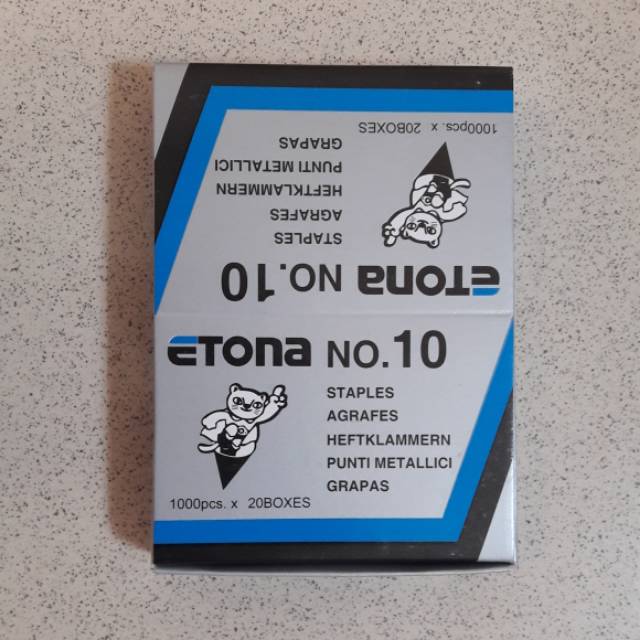 1000pcs. x 20BOXES
GRAPAS
PUNTI METALLICI
HEFTKLAMMERN
AGRAFES
STAPLES
ETONA NO.10
ETONA NO.10
STAPLES
AGRAFES
HEFTKLAMMERN
PUNTI METALLICI
GRAPAS
1000pcs. x 20BOXES